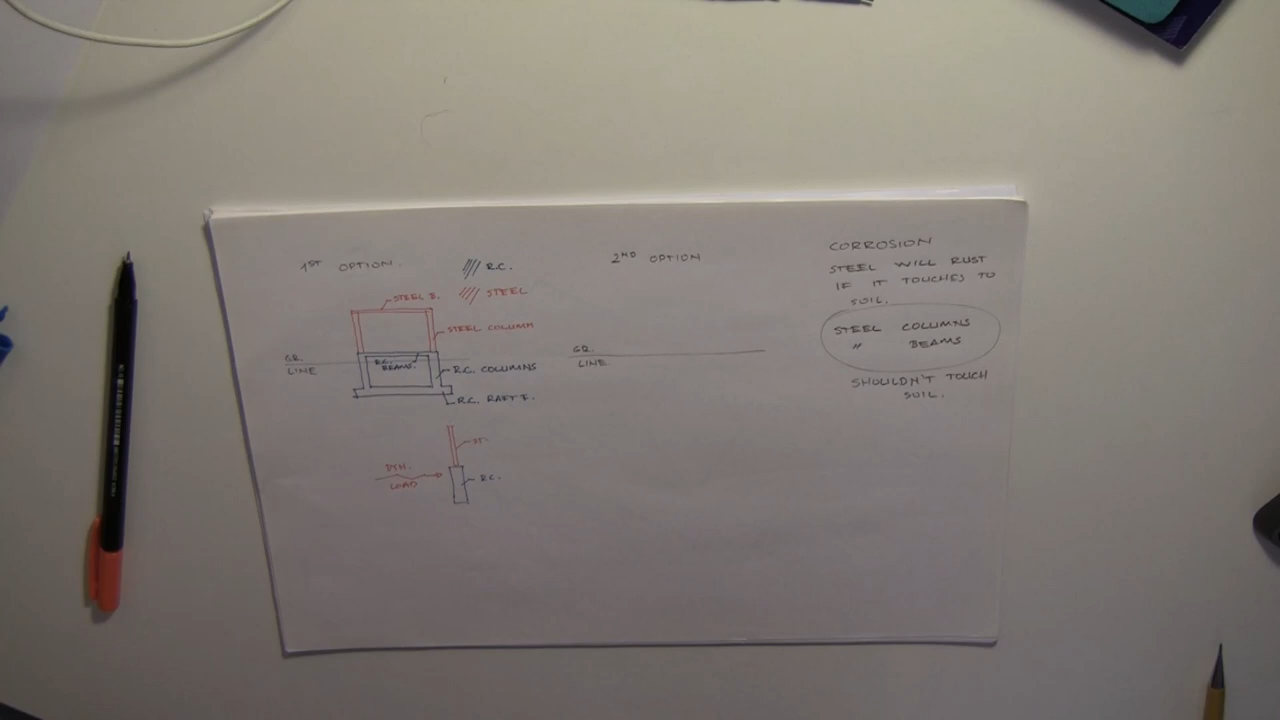 1ST OPTION.
R.C.
STEEL
STEEL B.
STEEL COLUMN
GR.
LINE
R.C.
BEAMS.
R.C. COLUMNS
R.C. RAFT F.
ST.
DYN.
LOAD
R.C.
2ND OPTION
GR.
LINE
CORROSION
STEEL WILL RUST
IF IT TOUCHES TO
SOIL.
STEEL COLUMNS
" BEAMS
SHOULDN'T TOUCH
SOIL.